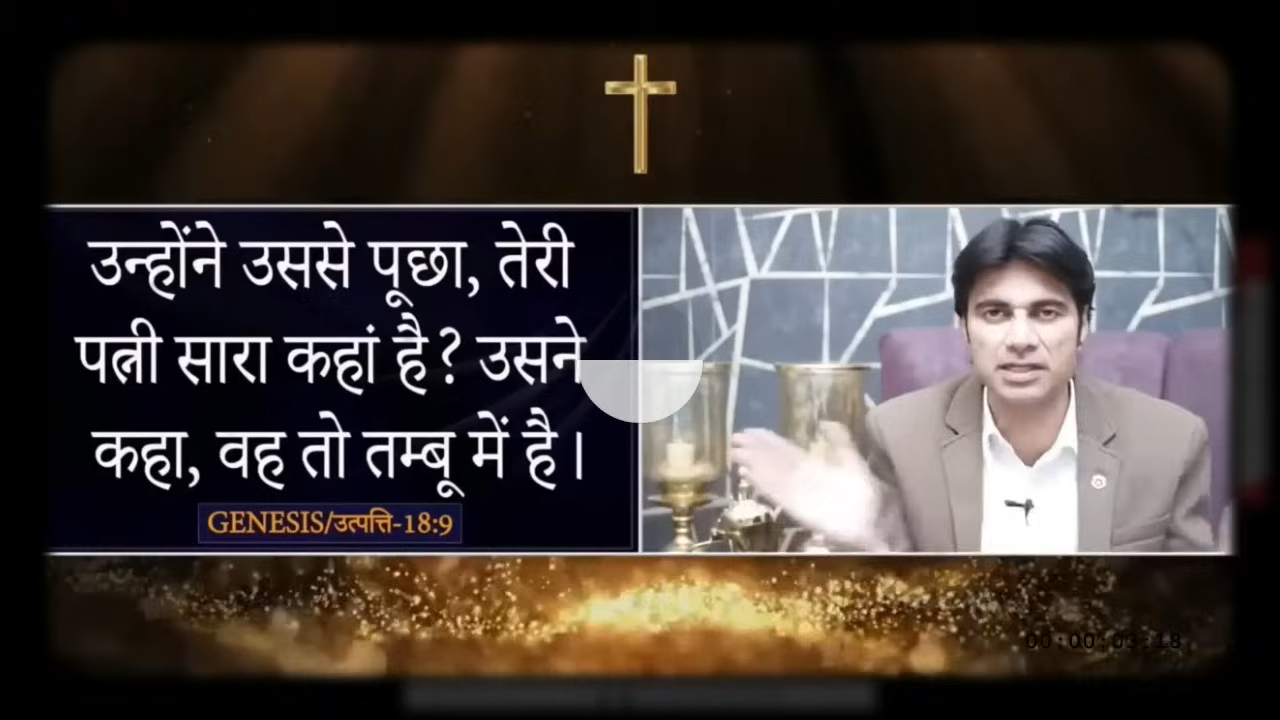 उन्होंने उससे पूछा, तेरी
पत्नी सारा कहां है? उसने
कहा, वह तो तम्बू में है।
GENESIS/उत्पत्ति-18:9